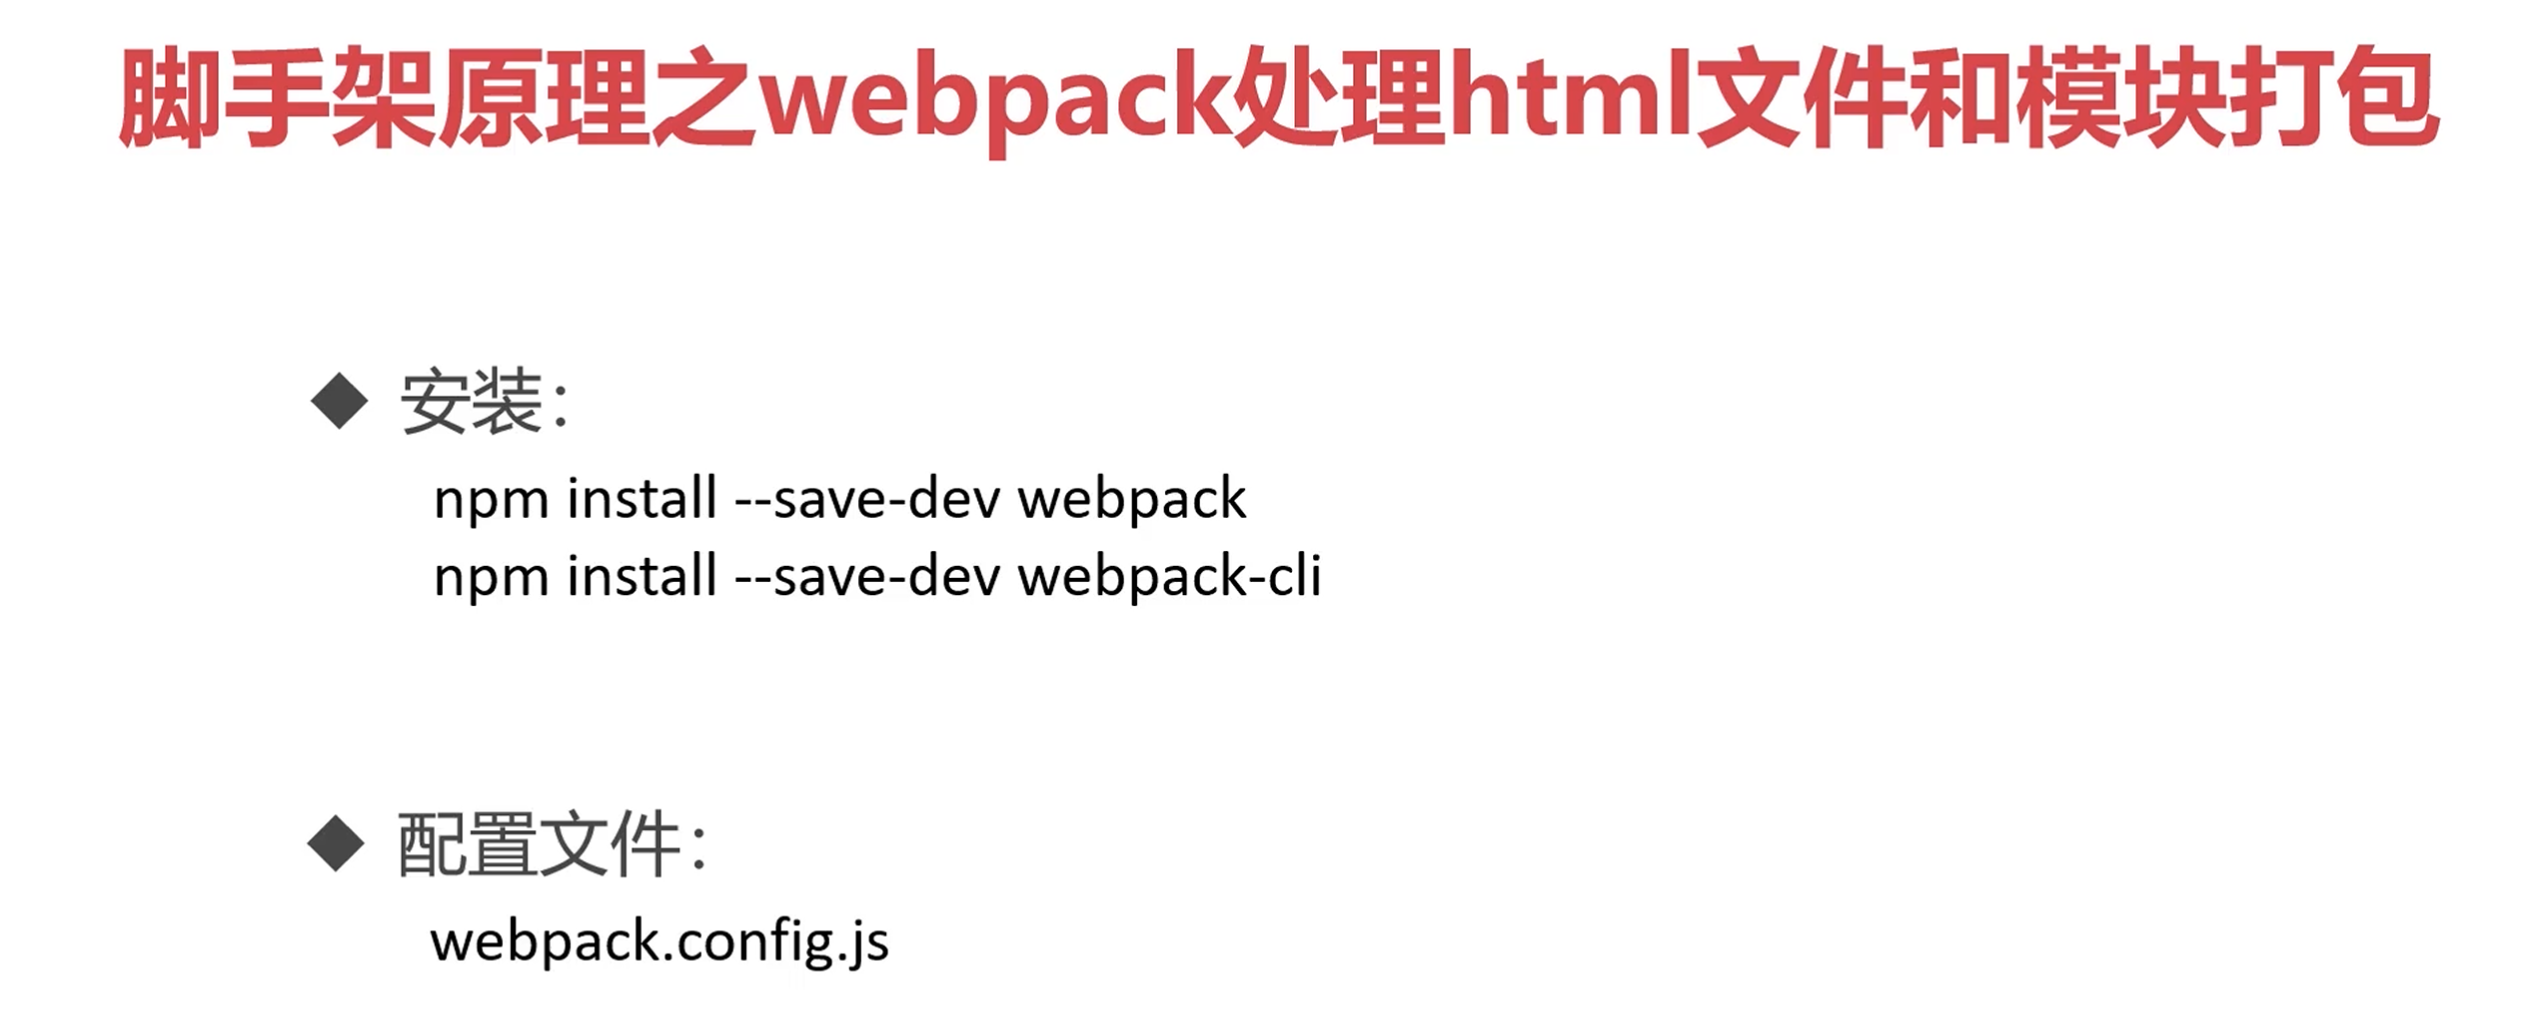 脚手架原理之webpack处理html文件和模块打包
◆ 安装：
npm install --save-dev webpack
npm install --save-dev webpack-cli
◆ 配置文件：
webpack.config.js